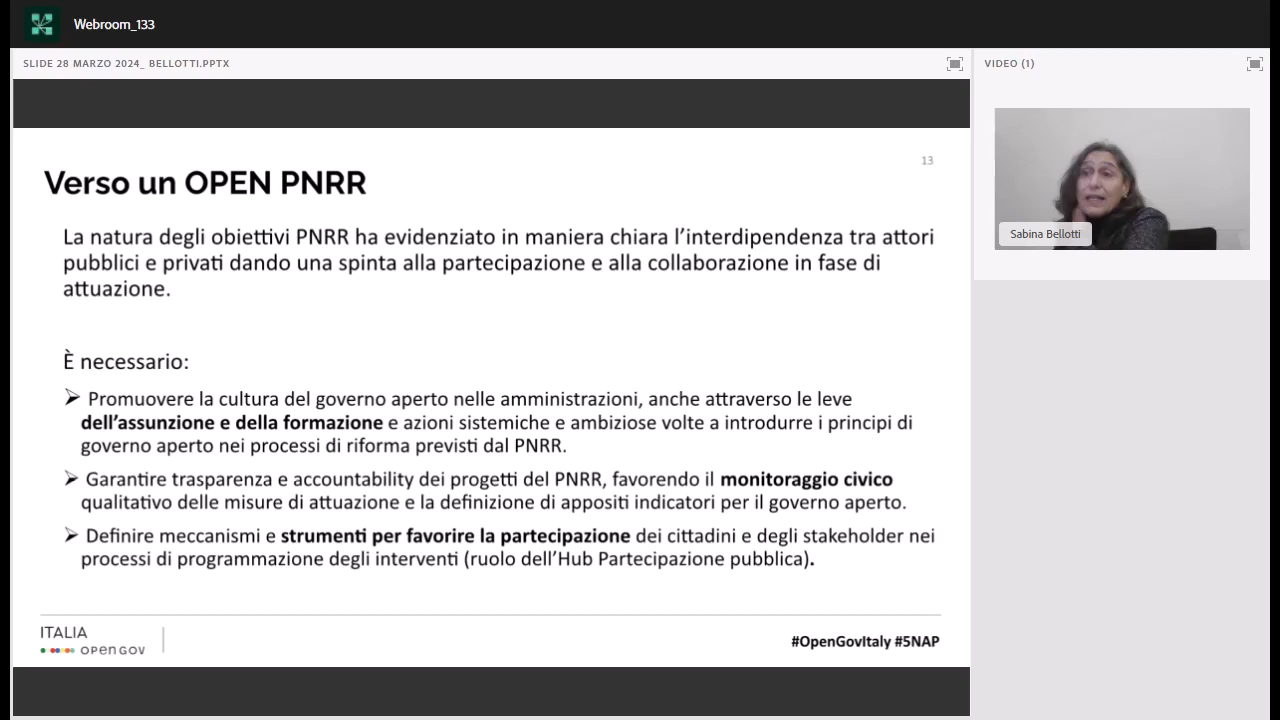 Webroom_133
SLIDE 28 MARZO 2024_ BELLOTTI.PPTX
VIDEO (1)
Sabina Bellotti
13
Verso un OPEN PNRR
La natura degli obiettivi PNRR ha evidenziato in maniera chiara l’interdipendenza tra attori
pubblici e privati dando una spinta alla partecipazione e alla collaborazione in fase di
attuazione.
È necessario:
➢ Promuovere la cultura del governo aperto nelle amministrazioni, anche attraverso le leve
dell’assunzione e della formazione e azioni sistemiche e ambiziose volte a introdurre i principi di
governo aperto nei processi di riforma previsti dal PNRR.
➢ Garantire trasparenza e accountability dei progetti del PNRR, favorendo il monitoraggio civico
qualitativo delle misure di attuazione e la definizione di appositi indicatori per il governo aperto.
➢ Definire meccanismi e strumenti per favorire la partecipazione dei cittadini e degli stakeholder nei
processi di programmazione degli interventi (ruolo dell’Hub Partecipazione pubblica).
ITALIA
OPEN GOV
#OpenGovItaly #5NAP